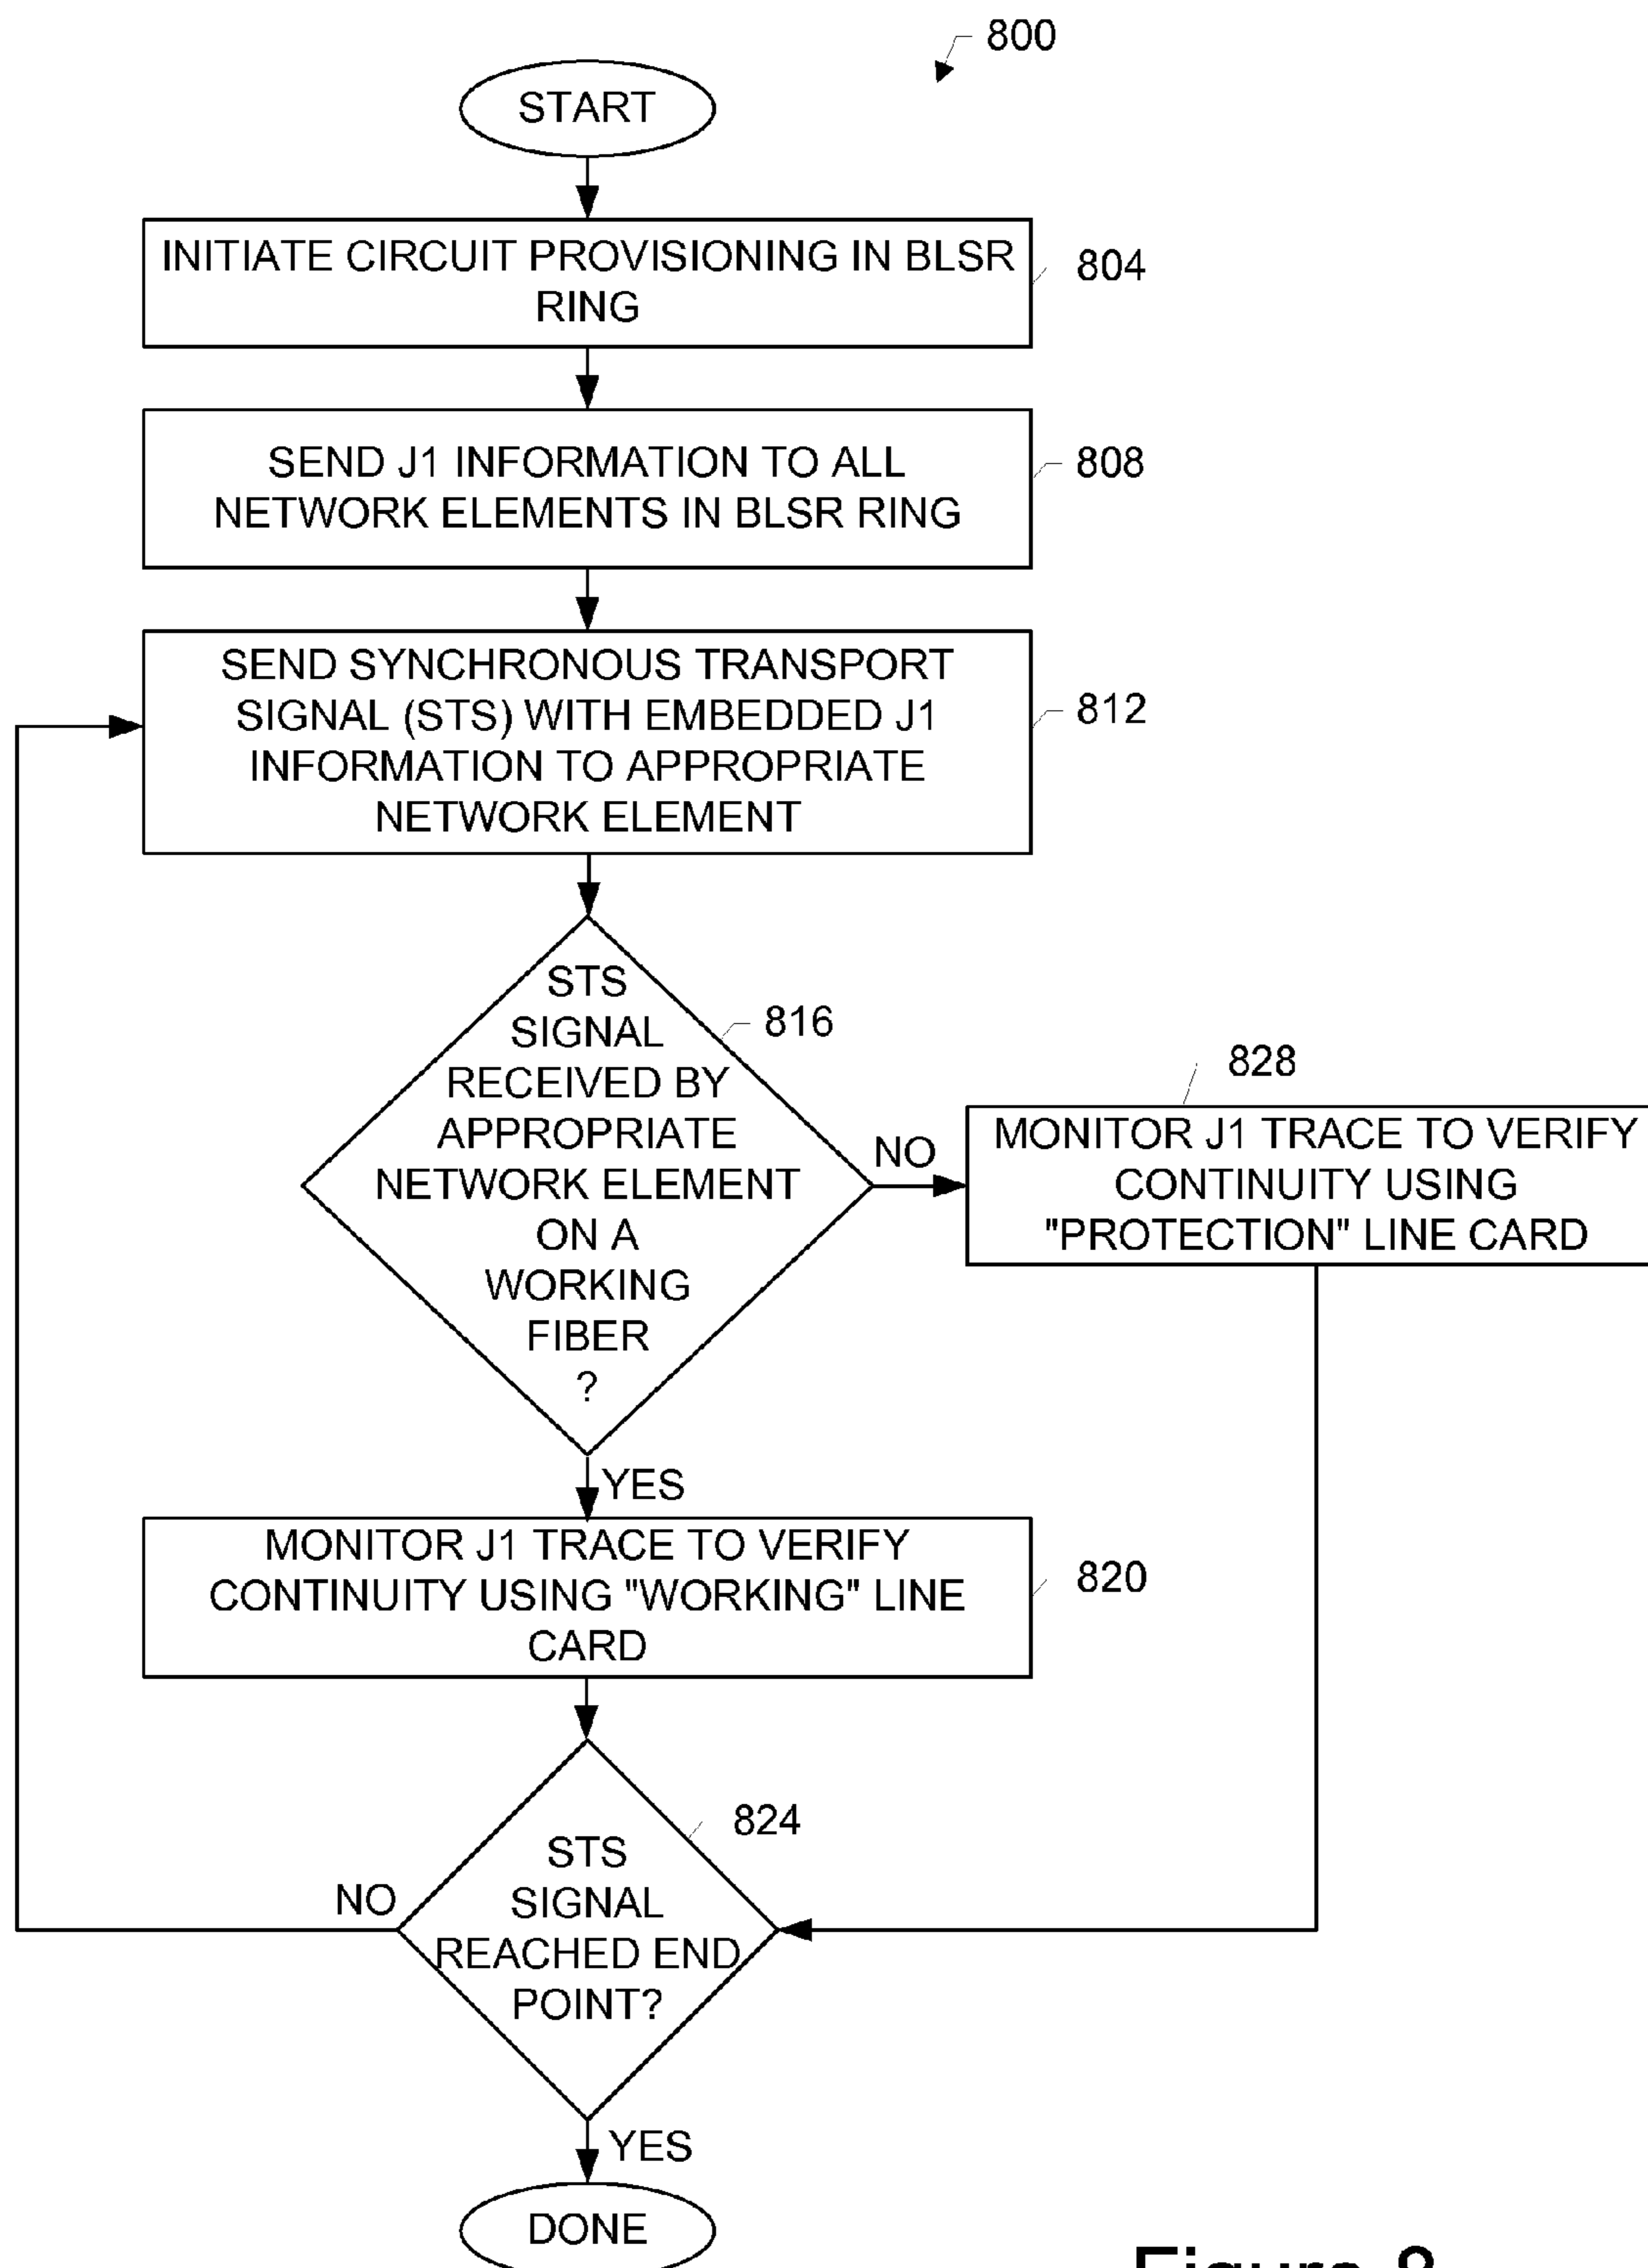 800
START
INITIATE CIRCUIT PROVISIONING IN BLSR
RING
804
SEND J1 INFORMATION TO ALL
NETWORK ELEMENTS IN BLSR RING
808
SEND SYNCHRONOUS TRANSPORT
SIGNAL (STS) WITH EMBEDDED J1
INFORMATION TO APPROPRIATE
NETWORK ELEMENT
812
STS
SIGNAL
RECEIVED BY
APPROPRIATE
NETWORK ELEMENT
ON A
WORKING
FIBER
?
816
NO
828
MONITOR J1 TRACE TO VERIFY
CONTINUITY USING
"PROTECTION" LINE CARD
YES
MONITOR J1 TRACE TO VERIFY
CONTINUITY USING "WORKING" LINE
CARD
820
824
STS
SIGNAL
REACHED END
POINT?
NO
YES
DONE
Figure 8